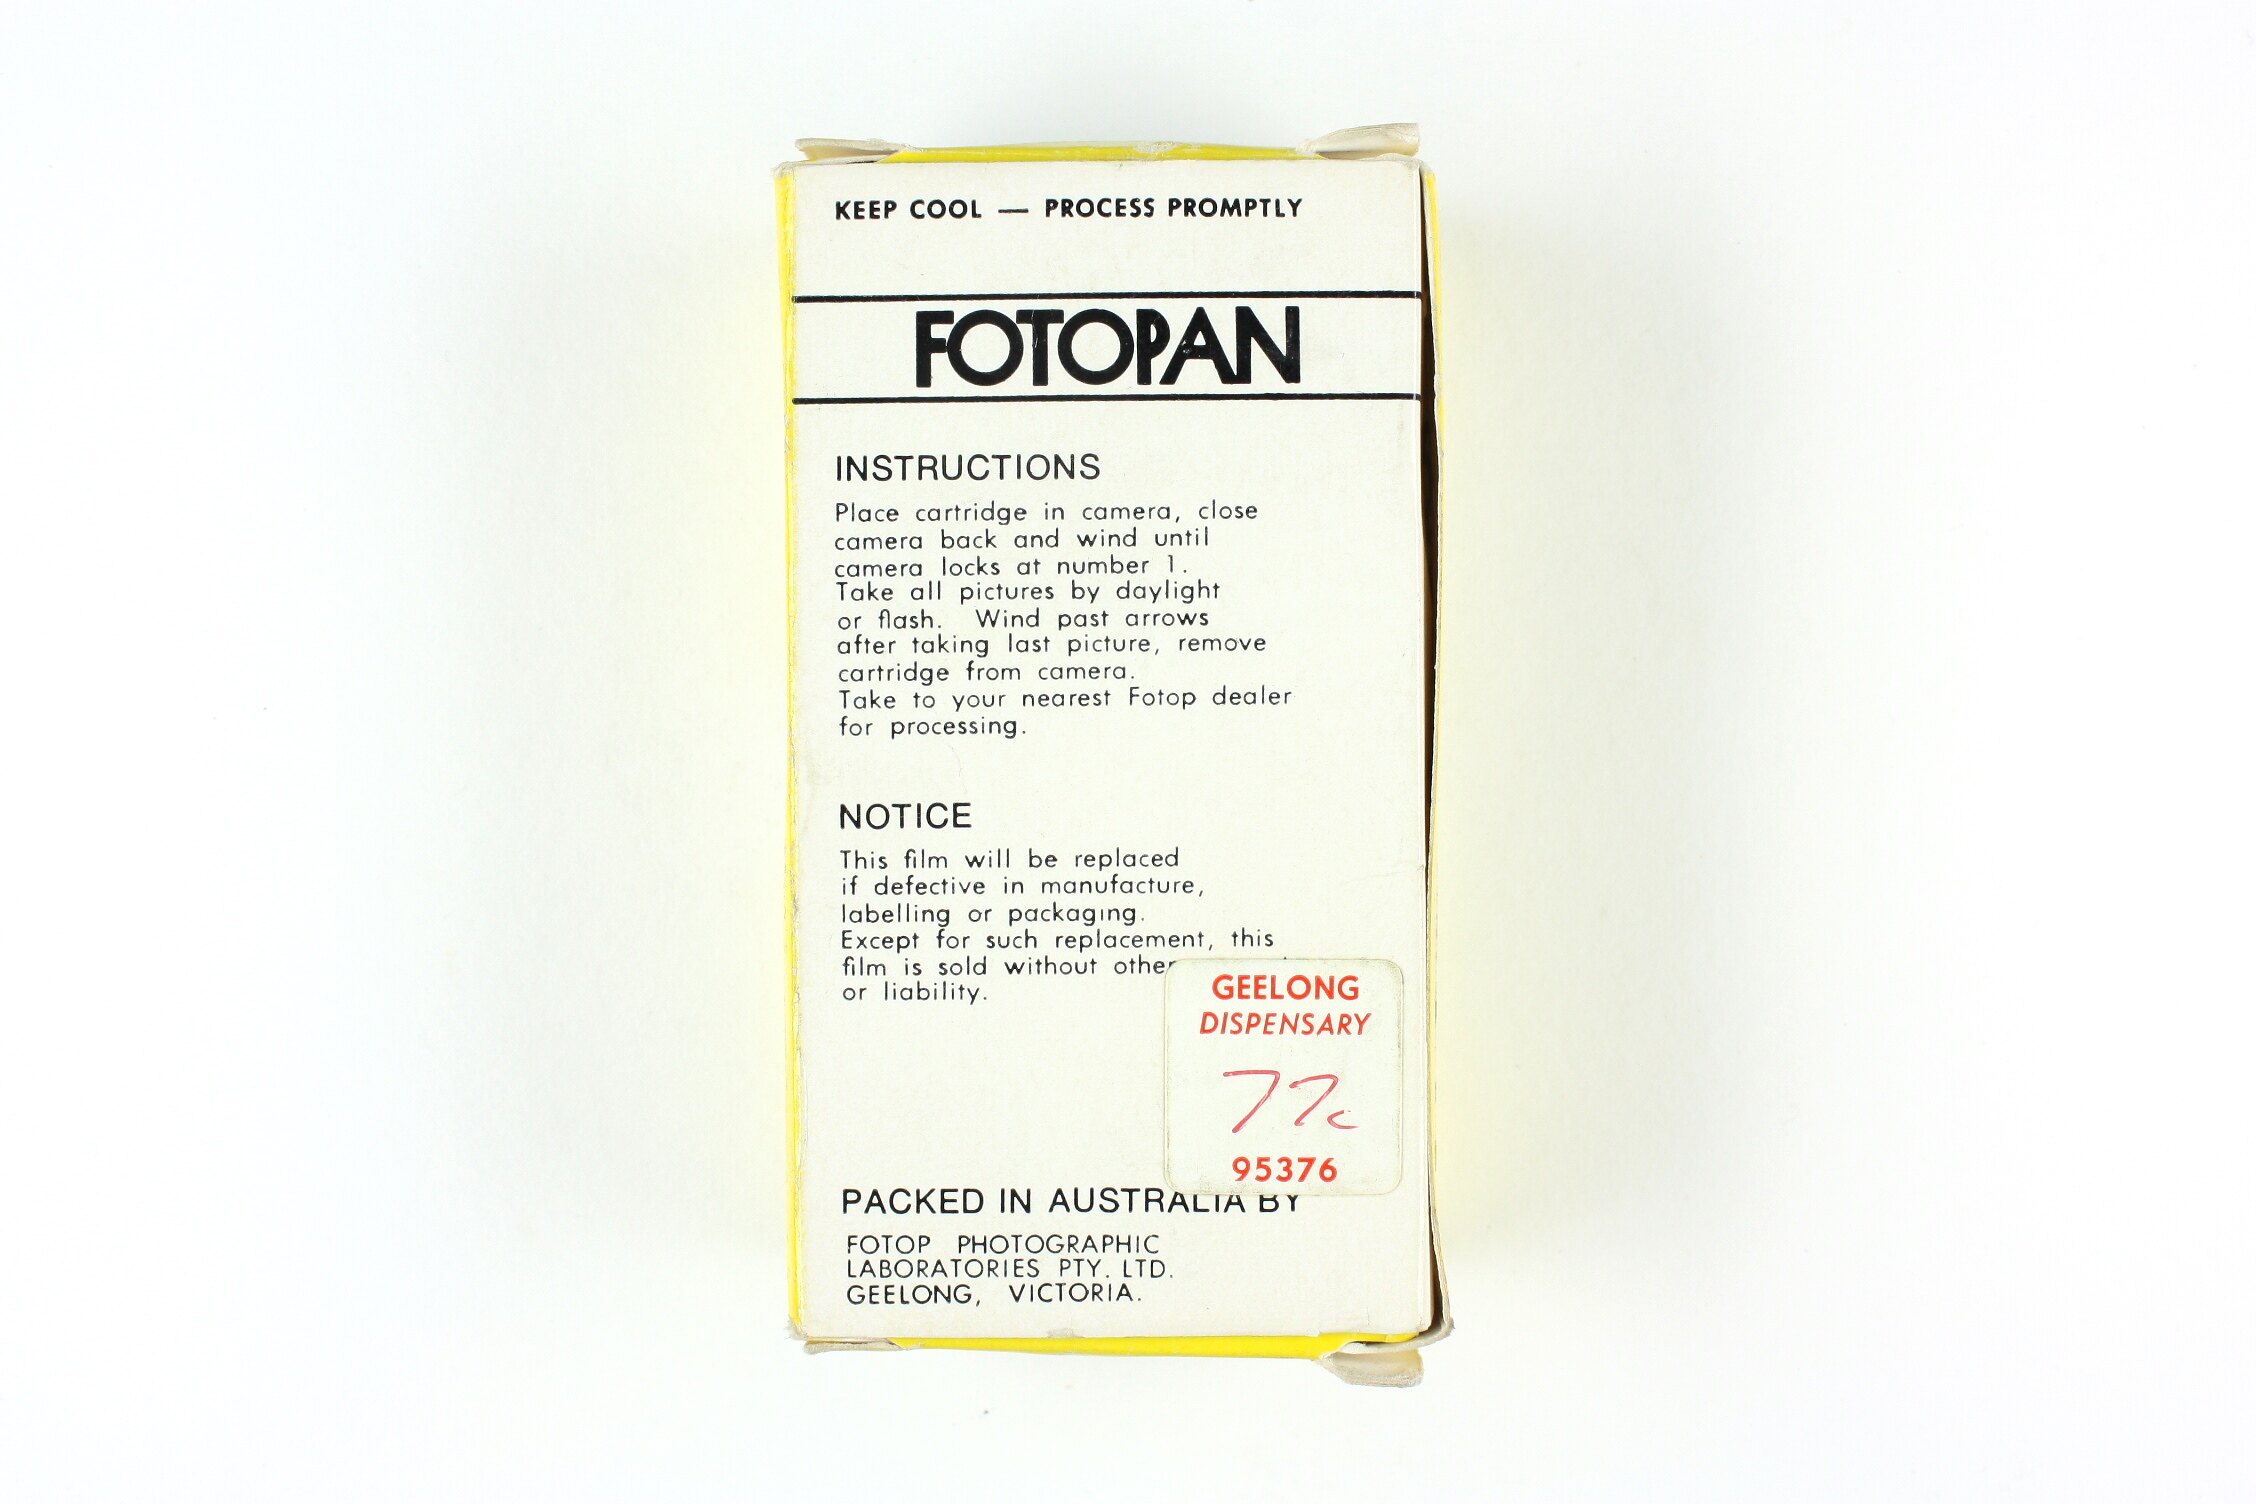 KEEP COOL — PROCESS PROMPTLY
FOTOPAN
INSTRUCTIONS
Place cartridge in camera, close
camera back and wind until
camera locks at number 1.
Take all pictures by daylight
or flash. Wind past arrows
after taking last picture, remove
cartridge from camera.
Take to your nearest Fotop dealer
for processing.
NOTICE
This film will be replaced
if defective in manufacture,
labelling or packaging.
Except for such replacement, this
film is sold without other
or liability.
GEELONG
DISPENSARY
77c
95376
PACKED IN AUSTRALIA BY
FOTOP PHOTOGRAPHIC
LABORATORIES PTY. LTD.
GEELONG, VICTORIA.